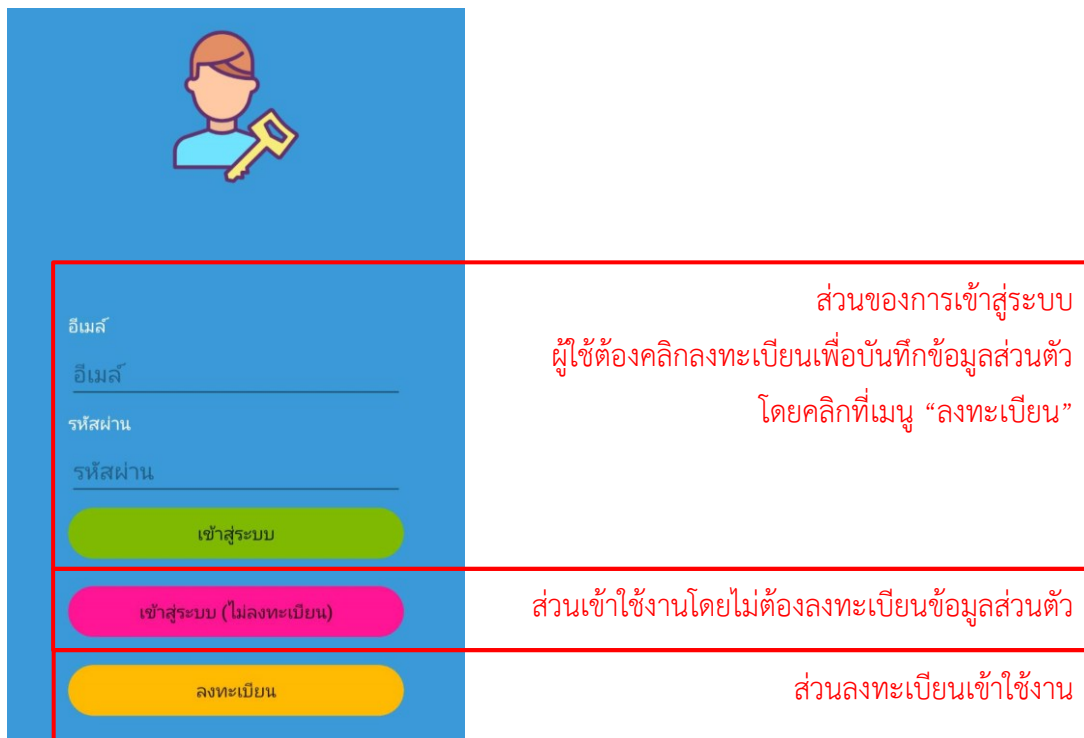 ส่วนของการเข้าสู่ระบบ
อีเมล์
ผู้ใช้ต้องคลิกลงทะเบียนเพื่อบันทึกข้อมูลส่วนตัว
อีเมล์
โดยคลิกที่เมนู “ลงทะเบียน”
รหัสผ่าน
รหัสผ่าน
เข้าสู่ระบบ
เข้าสู่ระบบ (ไม่ลงทะเบียน)
ส่วนเข้าใช้งานโดยไม่ต้องลงทะเบียนข้อมูลส่วนตัว
ลงทะเบียน
ส่วนลงทะเบียนเข้าใช้งาน